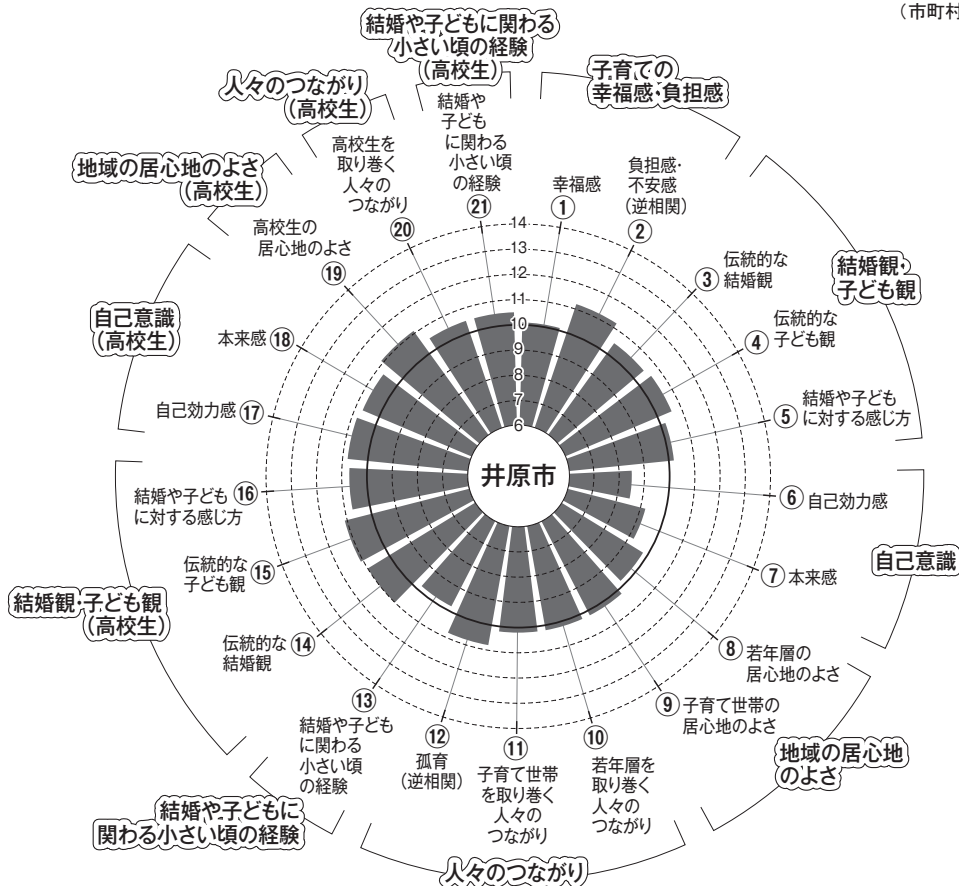 （市町村
結婚や子どもに関わる
小さい頃の経験
（高校生）
子育ての
幸福感・負担感
人々のつながり
（高校生）
地域の居心地のよさ
（高校生）
自己意識
（高校生）
結婚観・子ども観
（高校生）
結婚や子どもに
関わる小さい頃の経験
人々のつながり
地域の居心地
のよさ
自己意識
結婚観・
子ども観
幸福感
①
負担感・
不安感
（逆相関）
②
③
伝統的な
結婚観
④
伝統的な
子ども観
⑤
結婚や子ども
に対する感じ方
⑥ 自己効力感
⑦ 本来感
⑧ 若年層の
居心地のよさ
⑨ 子育て世帯の
居心地のよさ
⑩
若年層を
取り巻く
人々の
つながり
⑪
子育て世帯
を取り巻く
人々の
つながり
⑫
孤育
（逆相関）
⑬
結婚や子ども
に関わる
小さい頃
の経験
⑭
伝統的な
結婚観
⑮
伝統的な
子ども観
⑯
結婚や子ども
に対する感じ方
自己効力感 ⑰
本来感 ⑱
高校生の
居心地のよさ
⑲
高校生を
取り巻く
人々の
つながり
⑳
結婚や
子ども
に関わる
小さい頃
の経験
㉑
14
13
12
11
10
9
8
7
6
井原市